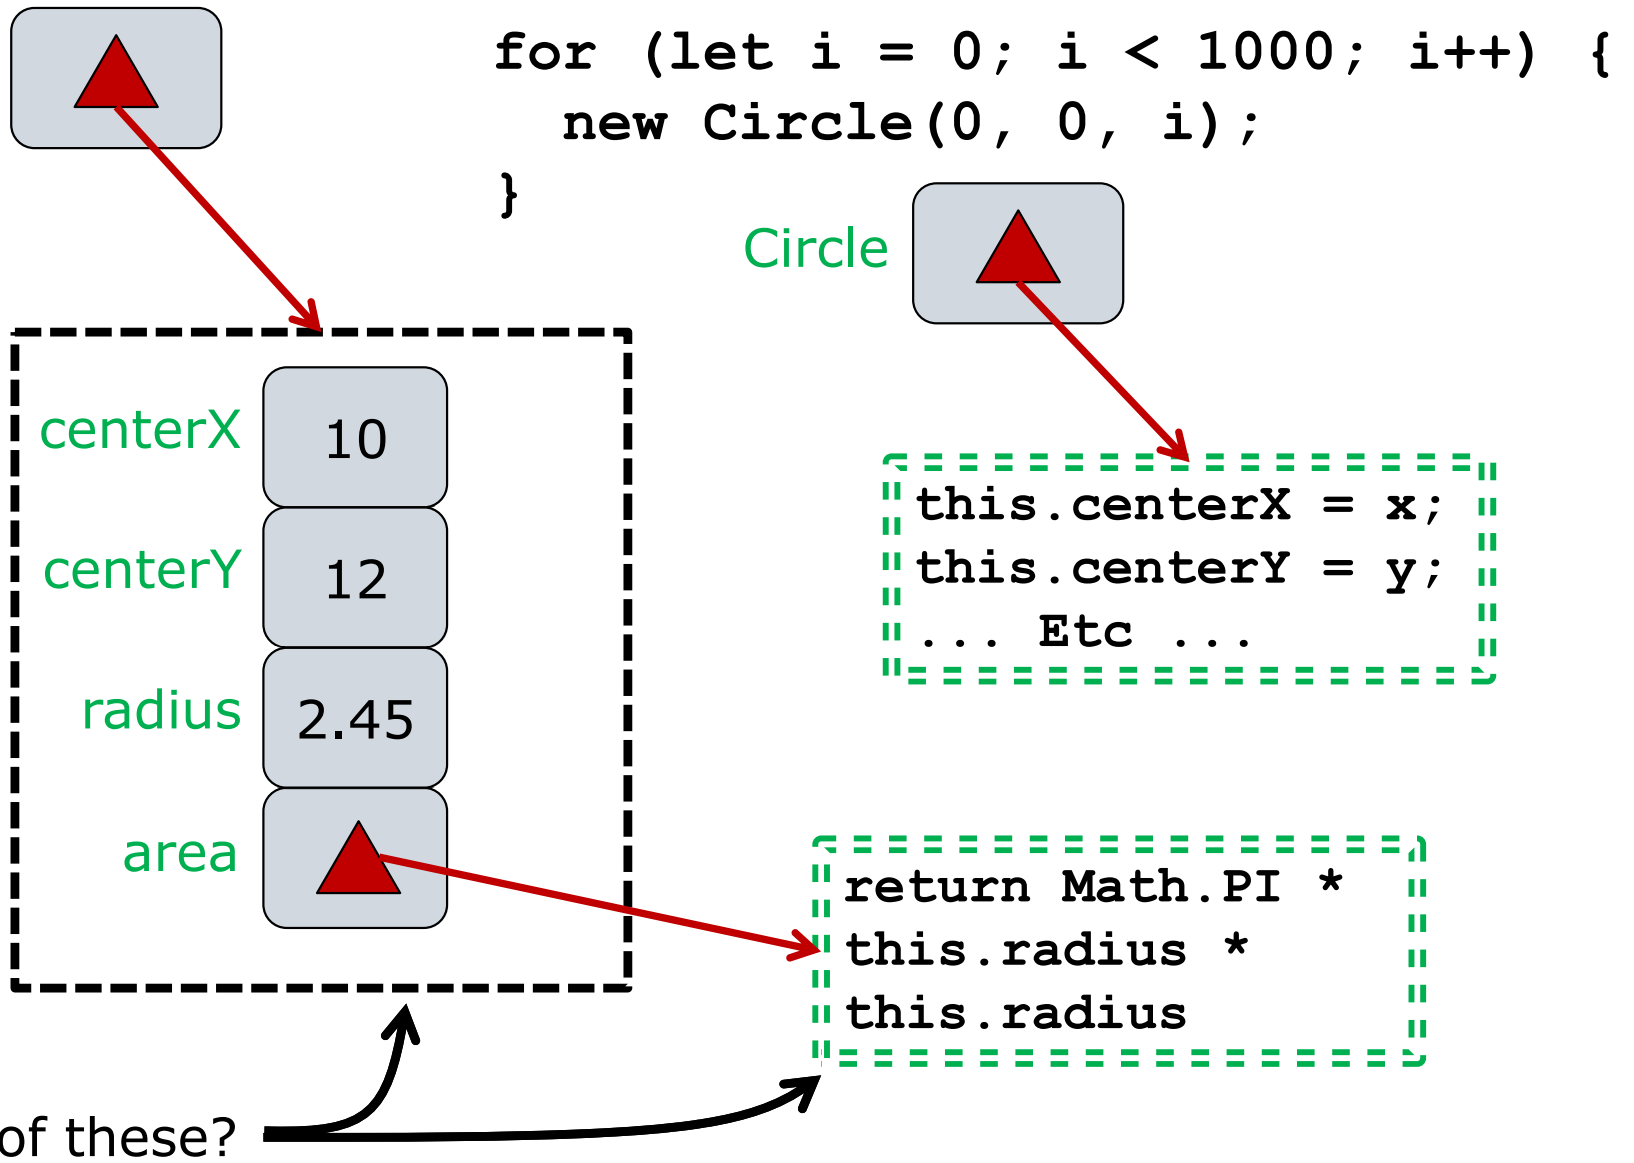 for (let i = 0; i < 1000; i++) {
new Circle(0, 0, i);
}
Circle
centerX
10
centerY
12
radius
2.45
area
this.centerX = x;
this.centerY = y;
... Etc ...
return Math.PI *
this.radius *
this.radius
of these?